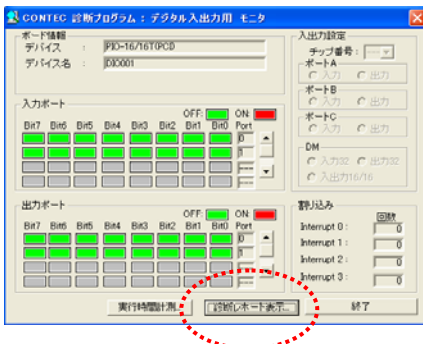 CONTEC 診断プログラム : デジタル入出力用 モニタ
ボード情報
デバイス : PIO-16/16T(PCI)
デバイス名 : DIO001
入力ポート
OFF: ON:
Bit7 Bit6 Bit5 Bit4 Bit3 Bit2 Bit1 Bit0 Port
0
1
---
---
出力ポート
OFF: ON:
Bit7 Bit6 Bit5 Bit4 Bit3 Bit2 Bit1 Bit0 Port
0
1
---
---
入出力設定
チップ番号: ---
ポートA
入力 出力
ポートB
入力 出力
ポートC
入力 出力
DM
入力32 出力32
入出力16/16
割り込み
回数
Interrupt 0 : 0
Interrupt 1 : 0
Interrupt 2 : 0
Interrupt 3 : 0
実行時間計測... 診断レポート表示... 終了